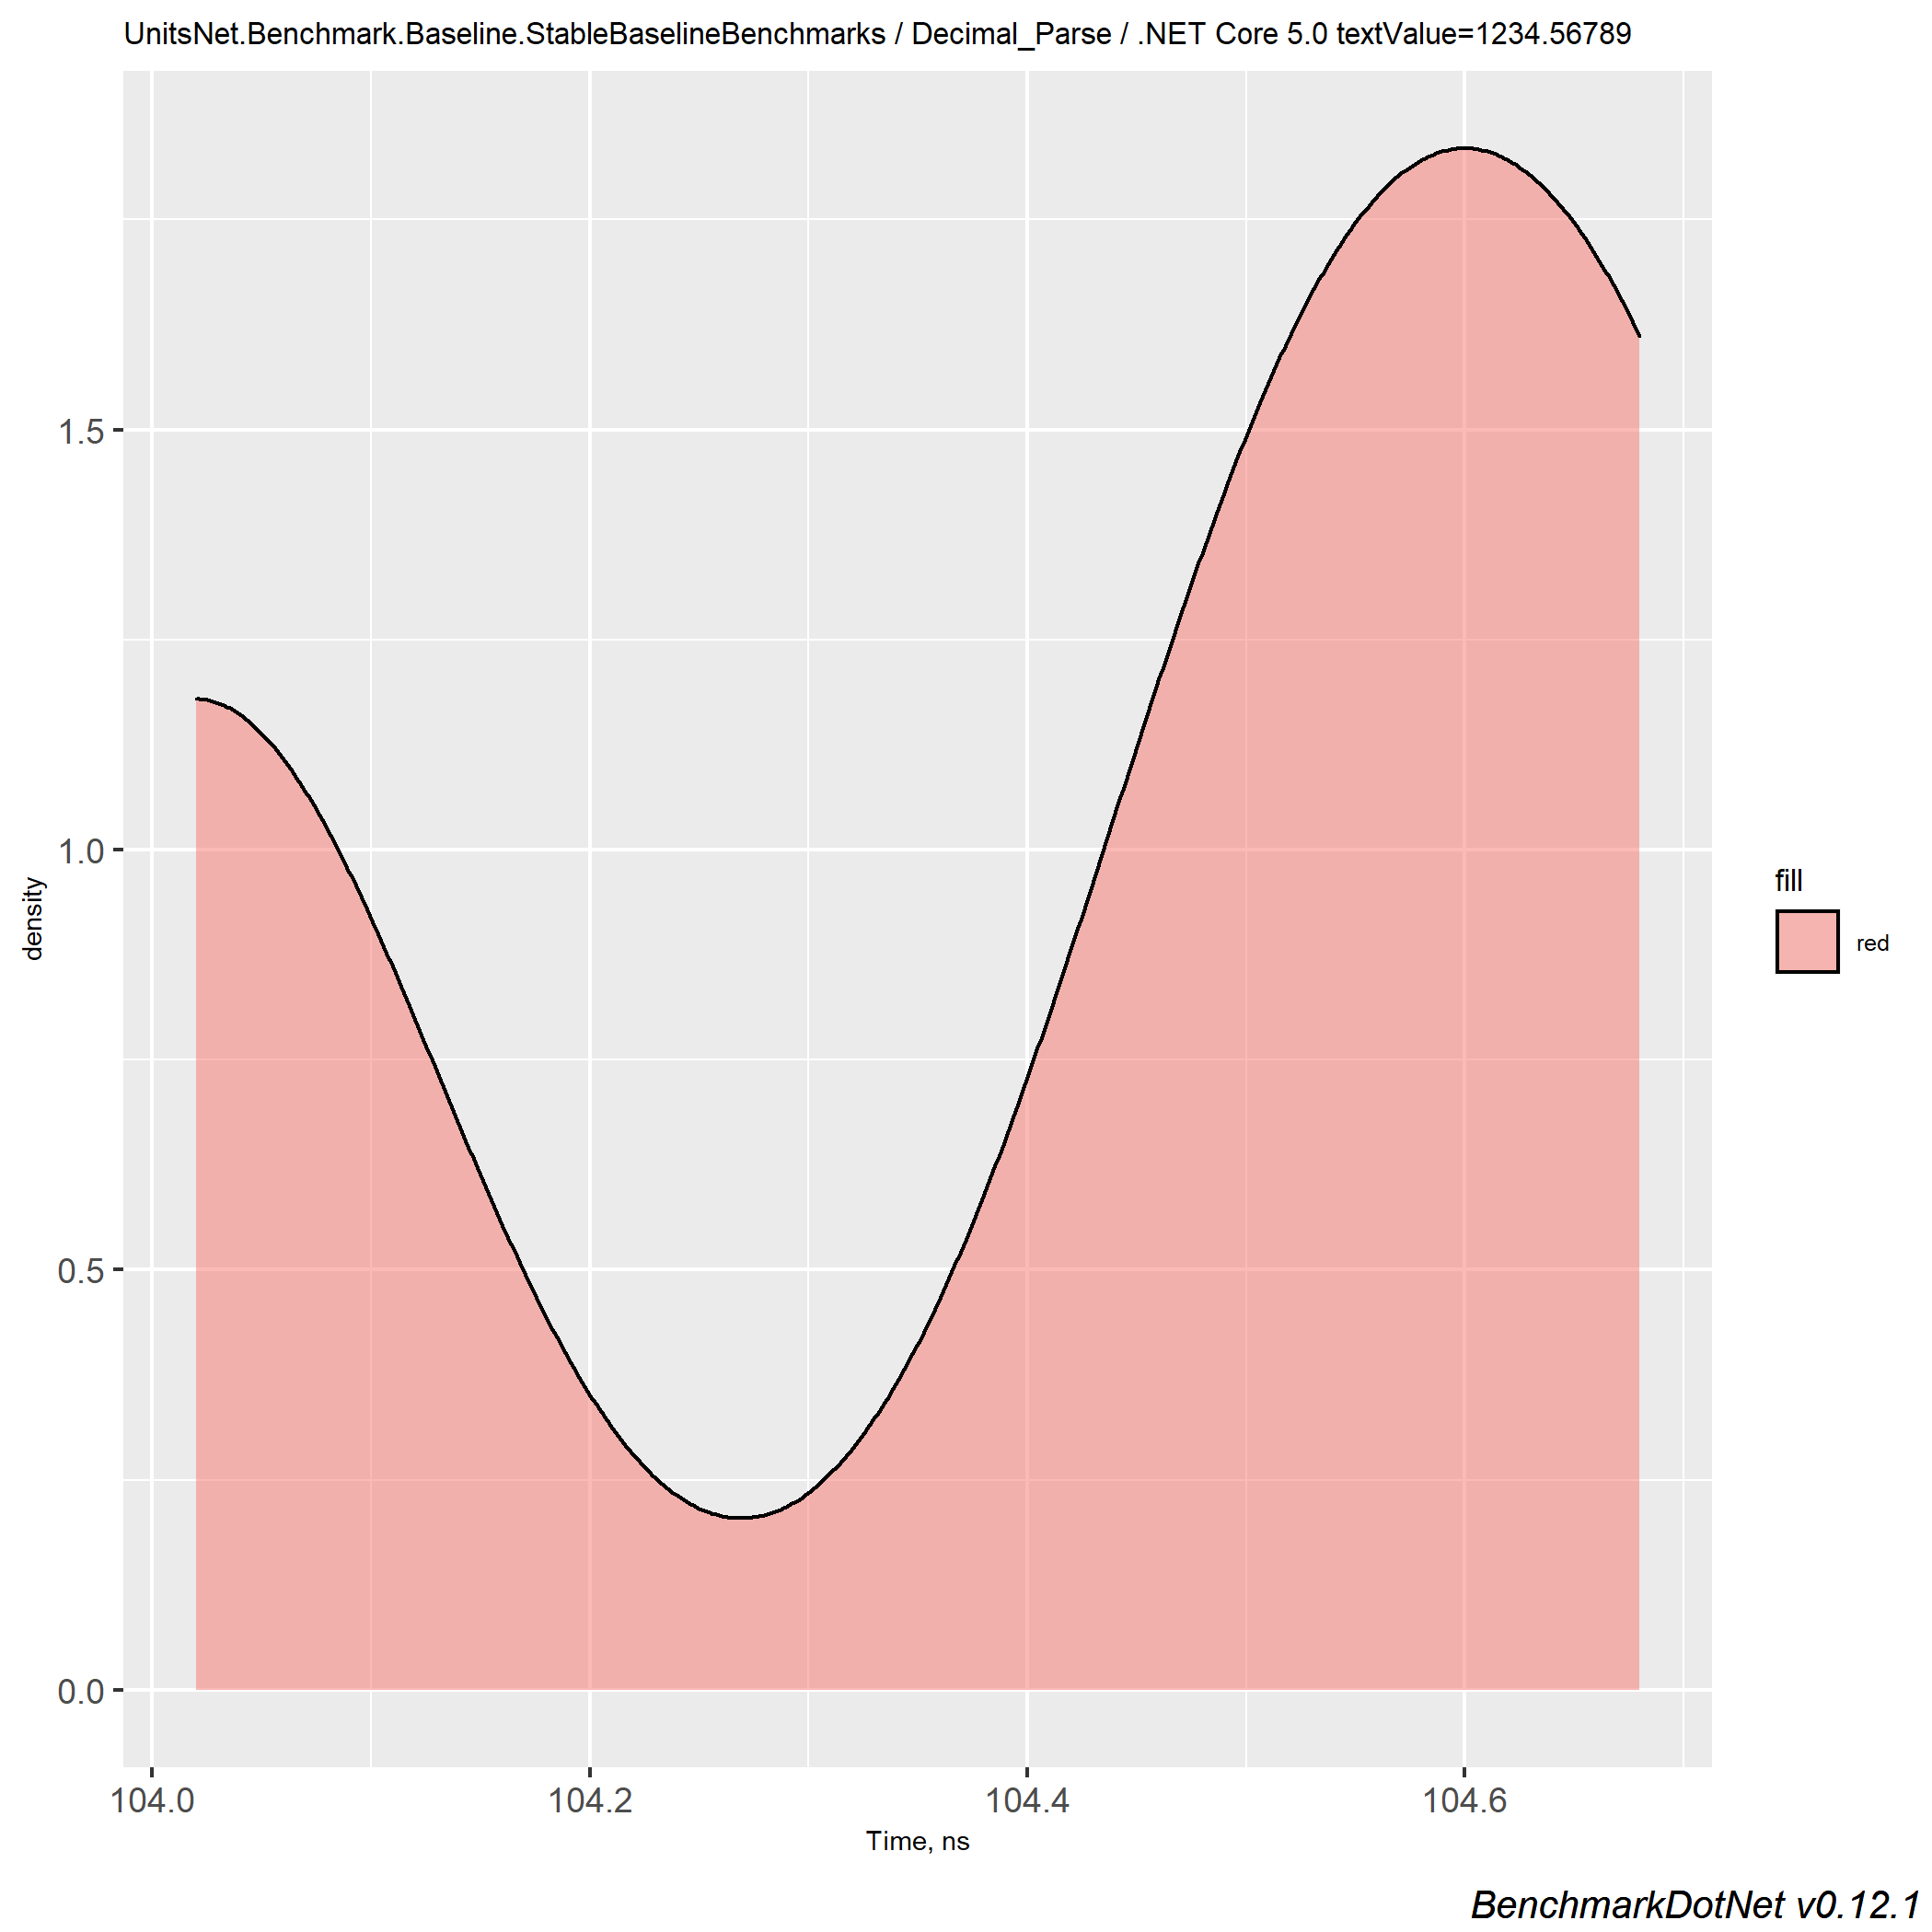 UnitsNet.Benchmark.Baseline.StableBaselineBenchmarks / Decimal_Parse / .NET Core 5.0 textValue=1234.56789
1.5
1.0
0.5
0.0
density
104.0 104.2 104.4 104.6
Time, ns
fill
red
BenchmarkDotNet v0.12.1